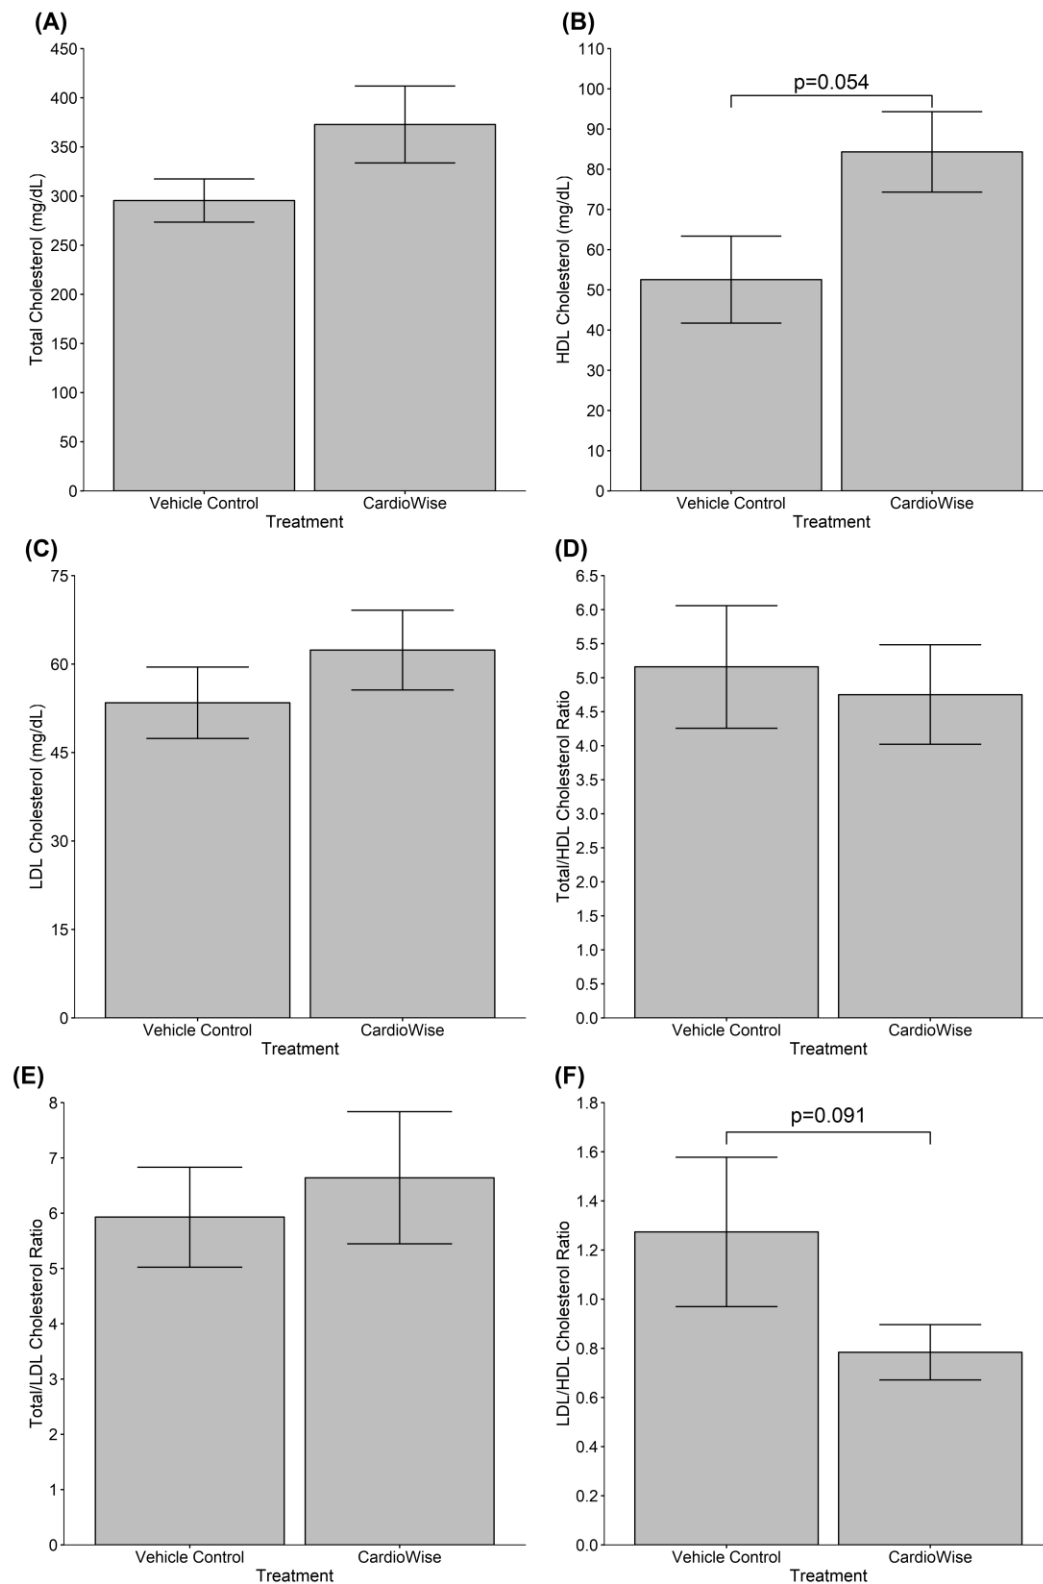 (A)
Total Cholesterol (mg/dL)
450
400
350
300
250
200
150
100
50
0
Vehicle Control CardioWise
Treatment
(B)
HDL Cholesterol (mg/dL)
110
100
90
80
70
60
50
40
30
20
10
0
p=0.054
Vehicle Control CardioWise
Treatment
(C)
LDL Cholesterol (mg/dL)
75
60
45
30
15
0
Vehicle Control CardioWise
Treatment
(D)
Total/HDL Cholesterol Ratio
6.5
6.0
5.5
5.0
4.5
4.0
3.5
3.0
2.5
2.0
1.5
1.0
0.5
0.0
Vehicle Control CardioWise
Treatment
(E)
Total/LDL Cholesterol Ratio
8
7
6
5
4
3
2
1
0
Vehicle Control CardioWise
Treatment
(F)
LDL/HDL Cholesterol Ratio
1.8
1.6
1.4
1.2
1.0
0.8
0.6
0.4
0.2
0.0
p=0.091
Vehicle Control CardioWise
Treatment